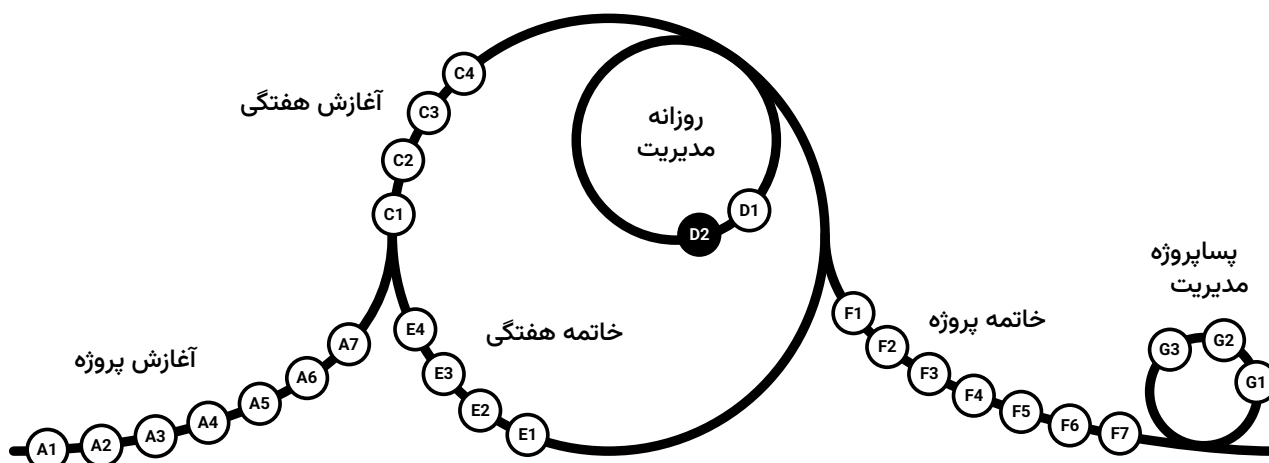 آغازش پروژه
A1
A2
A3
A4
A5
A6
A7
آغازش هفتگی
C1
C2
C3
C4
روزانه
مدیریت
D1
D2
خاتمه هفتگی
E1
E2
E3
E4
خاتمه پروژه
F1
F2
F3
F4
F5
F6
F7
پساپروژه
مدیریت
G1
G2
G3